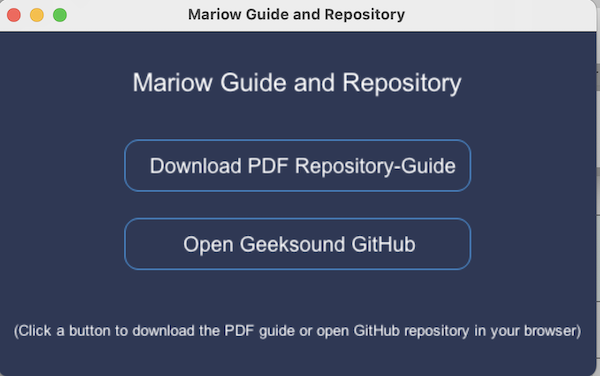 Mariow Guide and Repository
Mariow Guide and Repository
Download PDF Repository-Guide
Open Geeksound GitHub
(Click a button to download the PDF guide or open GitHub repository in your browser)